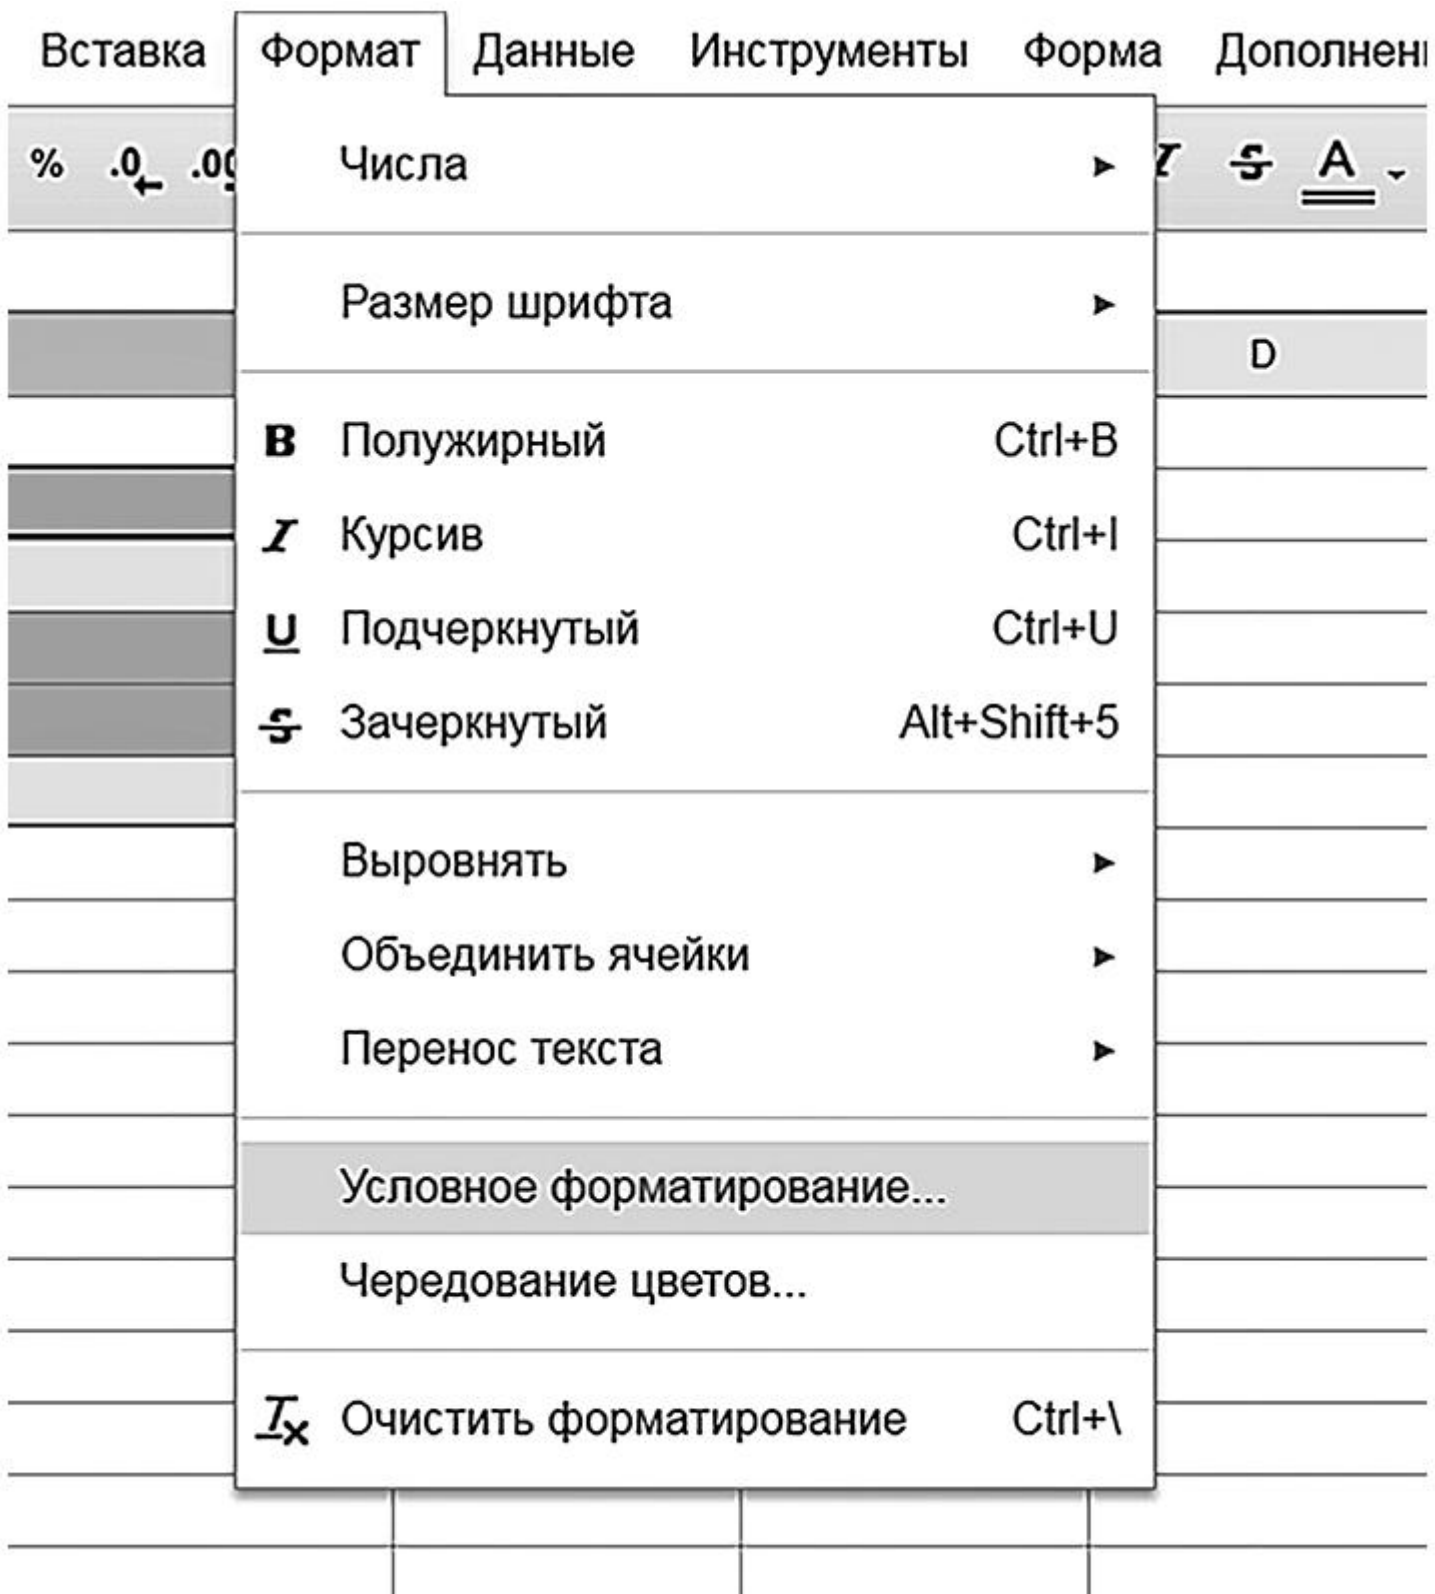 Вставка Формат Данные Инструменты Форма
% .0 .00 A
Числа
Размер шрифта
D
B Полужирный Ctrl+B
I Курсив Ctrl+I
U Подчеркнутый Ctrl+U
S Зачеркнутый Alt+Shift+5
Выровнять
Объединить ячейки
Перенос текста
Условное форматирование...
Чередование цветов...
Очистить форматирование Ctrl+\